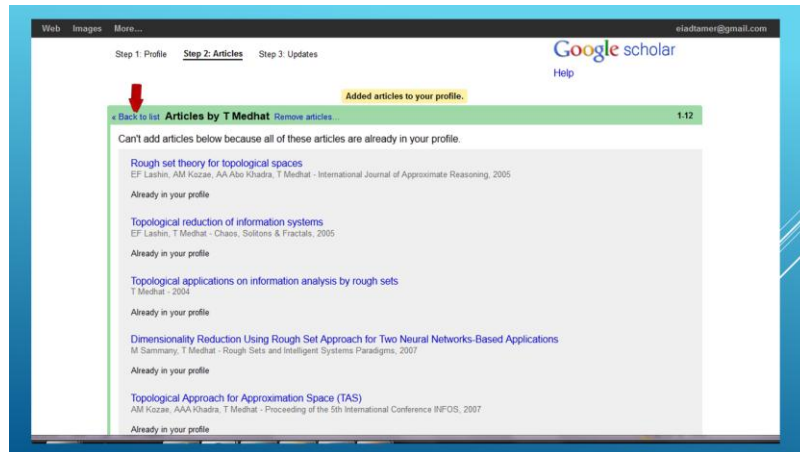 Web Images More... eiadtamer@gmail.com
Step 1: Profile Step 2: Articles Step 3: Updates
Google scholar
Help
Added articles to your profile.
« Back to list Articles by T Medhat Remove articles... 1-12
Can't add articles below because all of these articles are already in your profile.
Rough set theory for topological spaces
EF Lashin, AM Kozae, AA Abo Khadra, T Medhat - International Journal of Approximate Reasoning, 2005
Already in your profile
Topological reduction of information systems
EF Lashin, T Medhat - Chaos, Solitons & Fractals, 2005
Already in your profile
Topological applications on information analysis by rough sets
T Medhat - 2004
Already in your profile
Dimensionality Reduction Using Rough Set Approach for Two Neural Networks-Based Applications
M Sammany, T Medhat - Rough Sets and Intelligent Systems Paradigms, 2007
Already in your profile
Topological Approach for Approximation Space (TAS)
AM Kozae, AAA Khadra, T Medhat - Proceeding of the 5th International Conference INFOS, 2007
Already in your profile